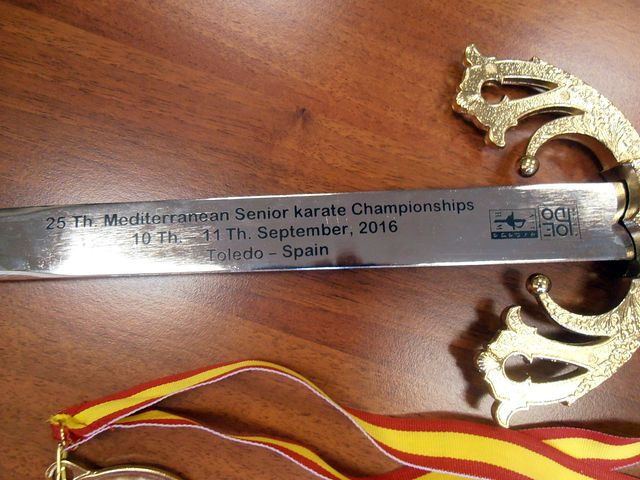 25 Th. Mediterranean Senior karate Championships
10 Th. - 11 Th. September, 2016
Toledo - Spain